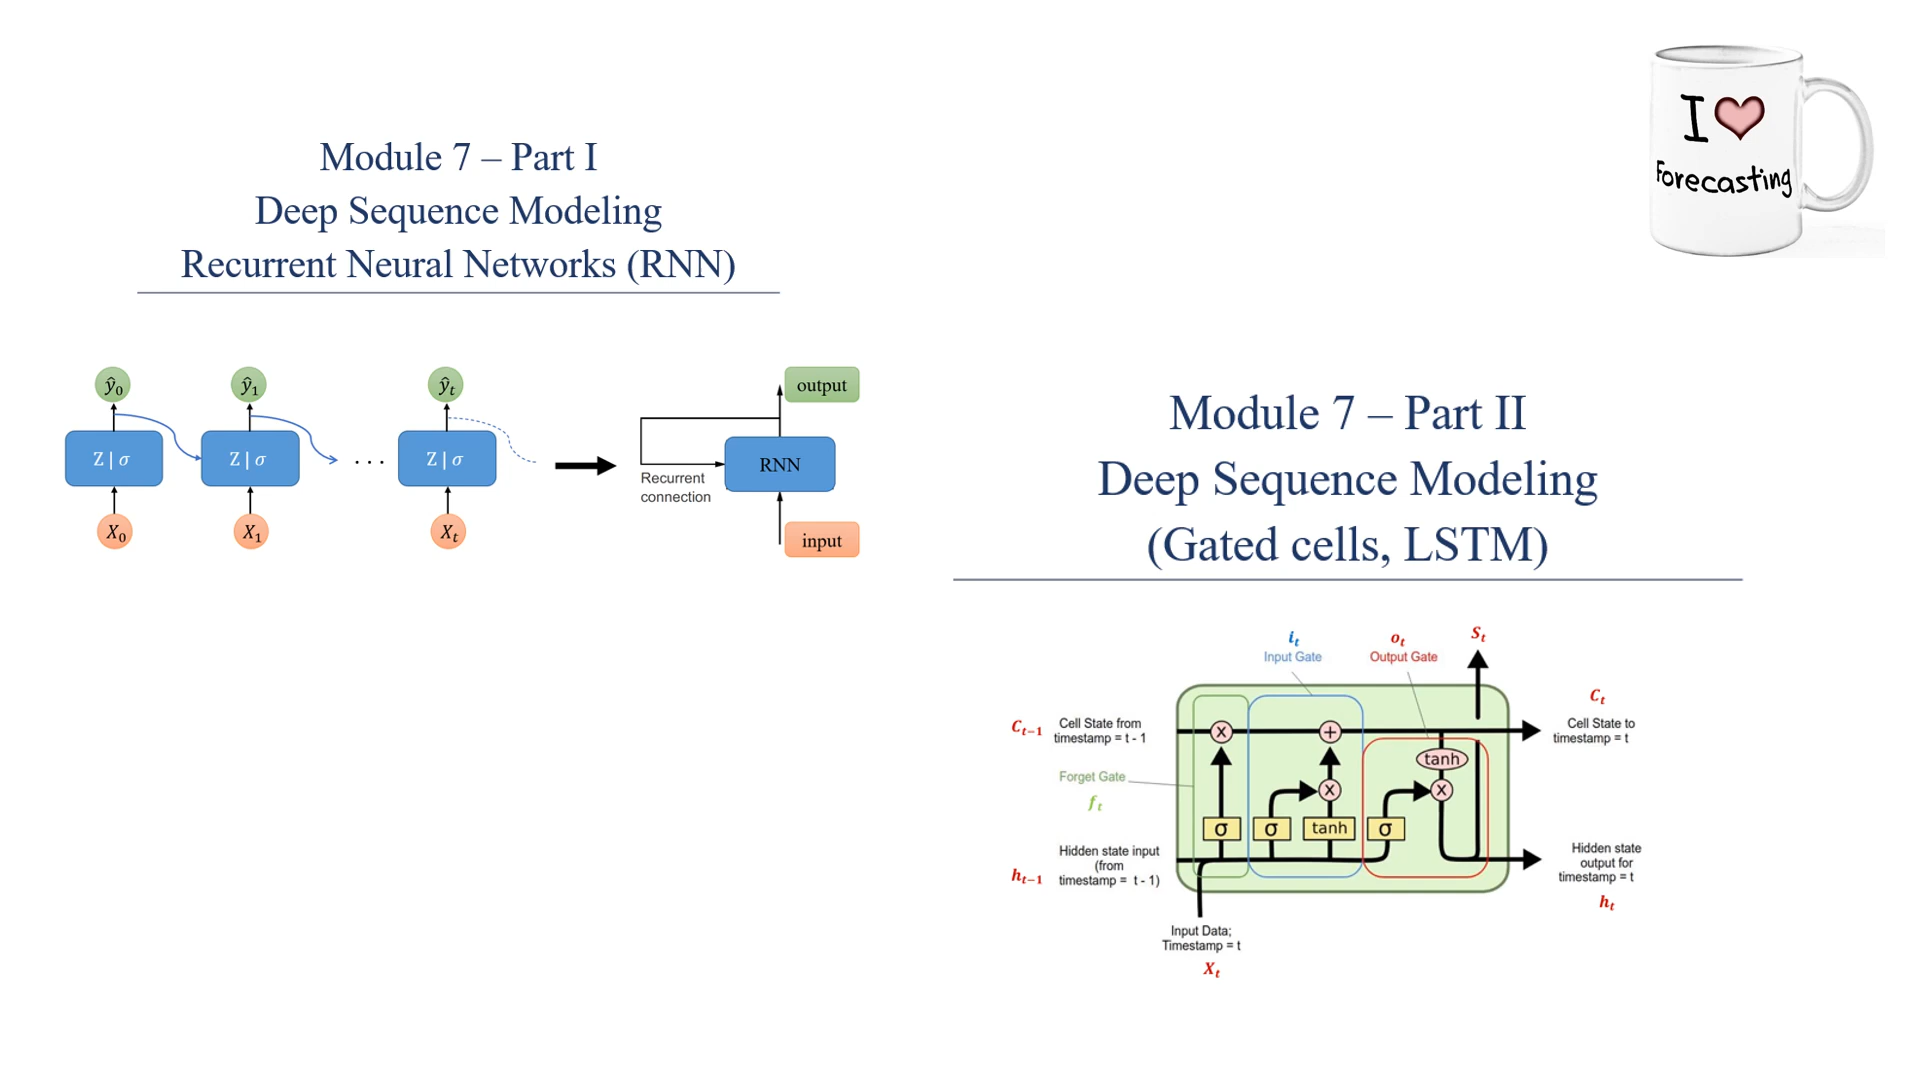 I ❤
Forecasting
Module 7 – Part I
Deep Sequence Modeling
Recurrent Neural Networks (RNN)
ŷ₀ ŷ₁ ŷₜ
Z | σ Z | σ . . . Z | σ
X₀ X₁ Xₜ
output
RNN
Recurrent
connection
input
Module 7 – Part II
Deep Sequence Modeling
(Gated cells, LSTM)
iₜ
Input Gate
oₜ
Output Gate
Sₜ
Cₜ₋₁
Cell State from
timestamp = t - 1
Cₜ
Cell State to
timestamp = t
x + tanh
Forget Gate
fₜ
x x
σ σ tanh σ
Hidden state input
(from
timestamp = t - 1)
hₜ₋₁
Hidden state
output for
timestamp = t
hₜ
Input Data;
Timestamp = t
Xₜ